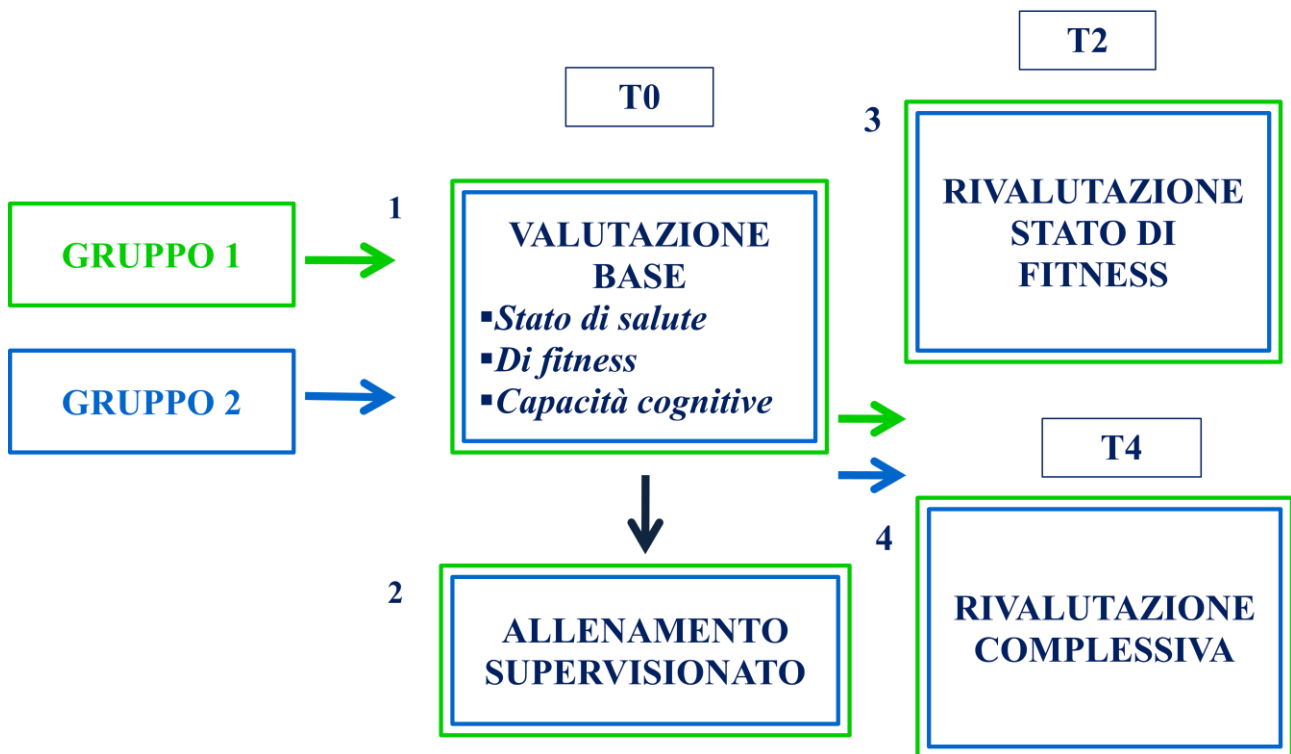 T0
T2
GRUPPO 1
GRUPPO 2
1
VALUTAZIONE
BASE
▪Stato di salute
▪Di fitness
▪Capacità cognitive
2
ALLENAMENTO
SUPERVISIONATO
3
RIVALUTAZIONE
STATO DI
FITNESS
T4
4
RIVALUTAZIONE
COMPLESSIVA